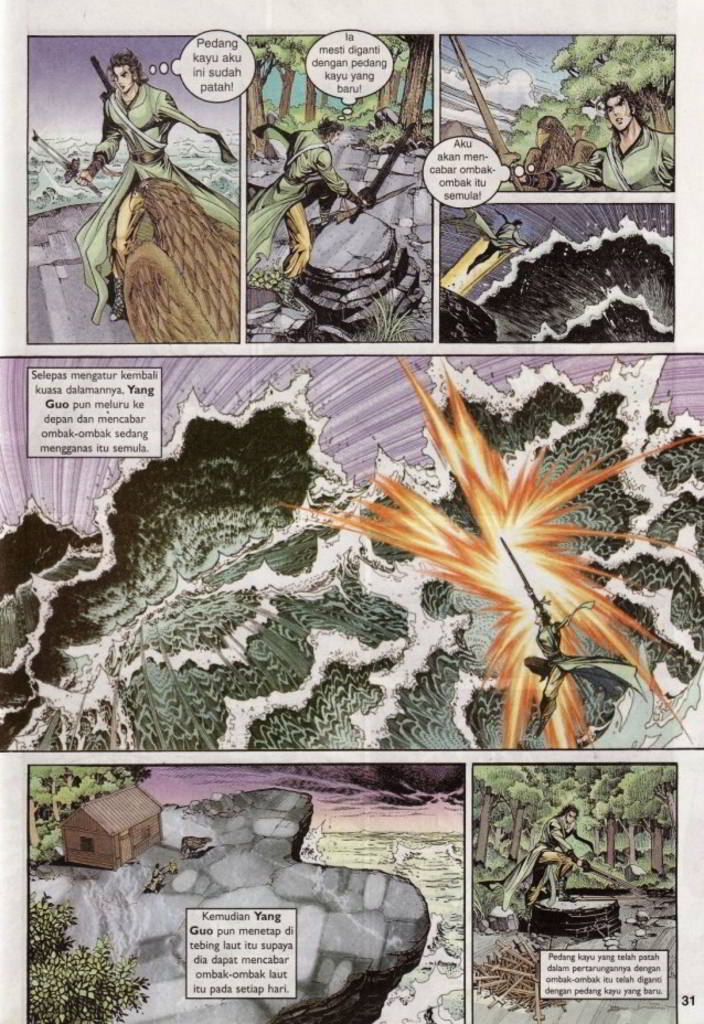 Pedang
kayu aku
ini sudah
patah!
Ia
mesti diganti
dengan pedang
kayu yang
baru.
Aku
akan men-
cabar ombak-
ombak itu
semula!
Selepas mengatur kembali
kuasa dalamannya, Yang
Guo pun meluru ke
depan dan mencabar
ombak-ombak sedang
mengganas itu semula.
Kemudian Yang
Guo pun menetap di
tebing laut itu supaya
dia dapat mencabar
ombak-ombak laut
itu pada setiap hari.
Pedang kayu yang telah patah
dalam pertarungannya dengan
ombak-ombak itu telah diganti
dengan pedang kayu yang baru.
31